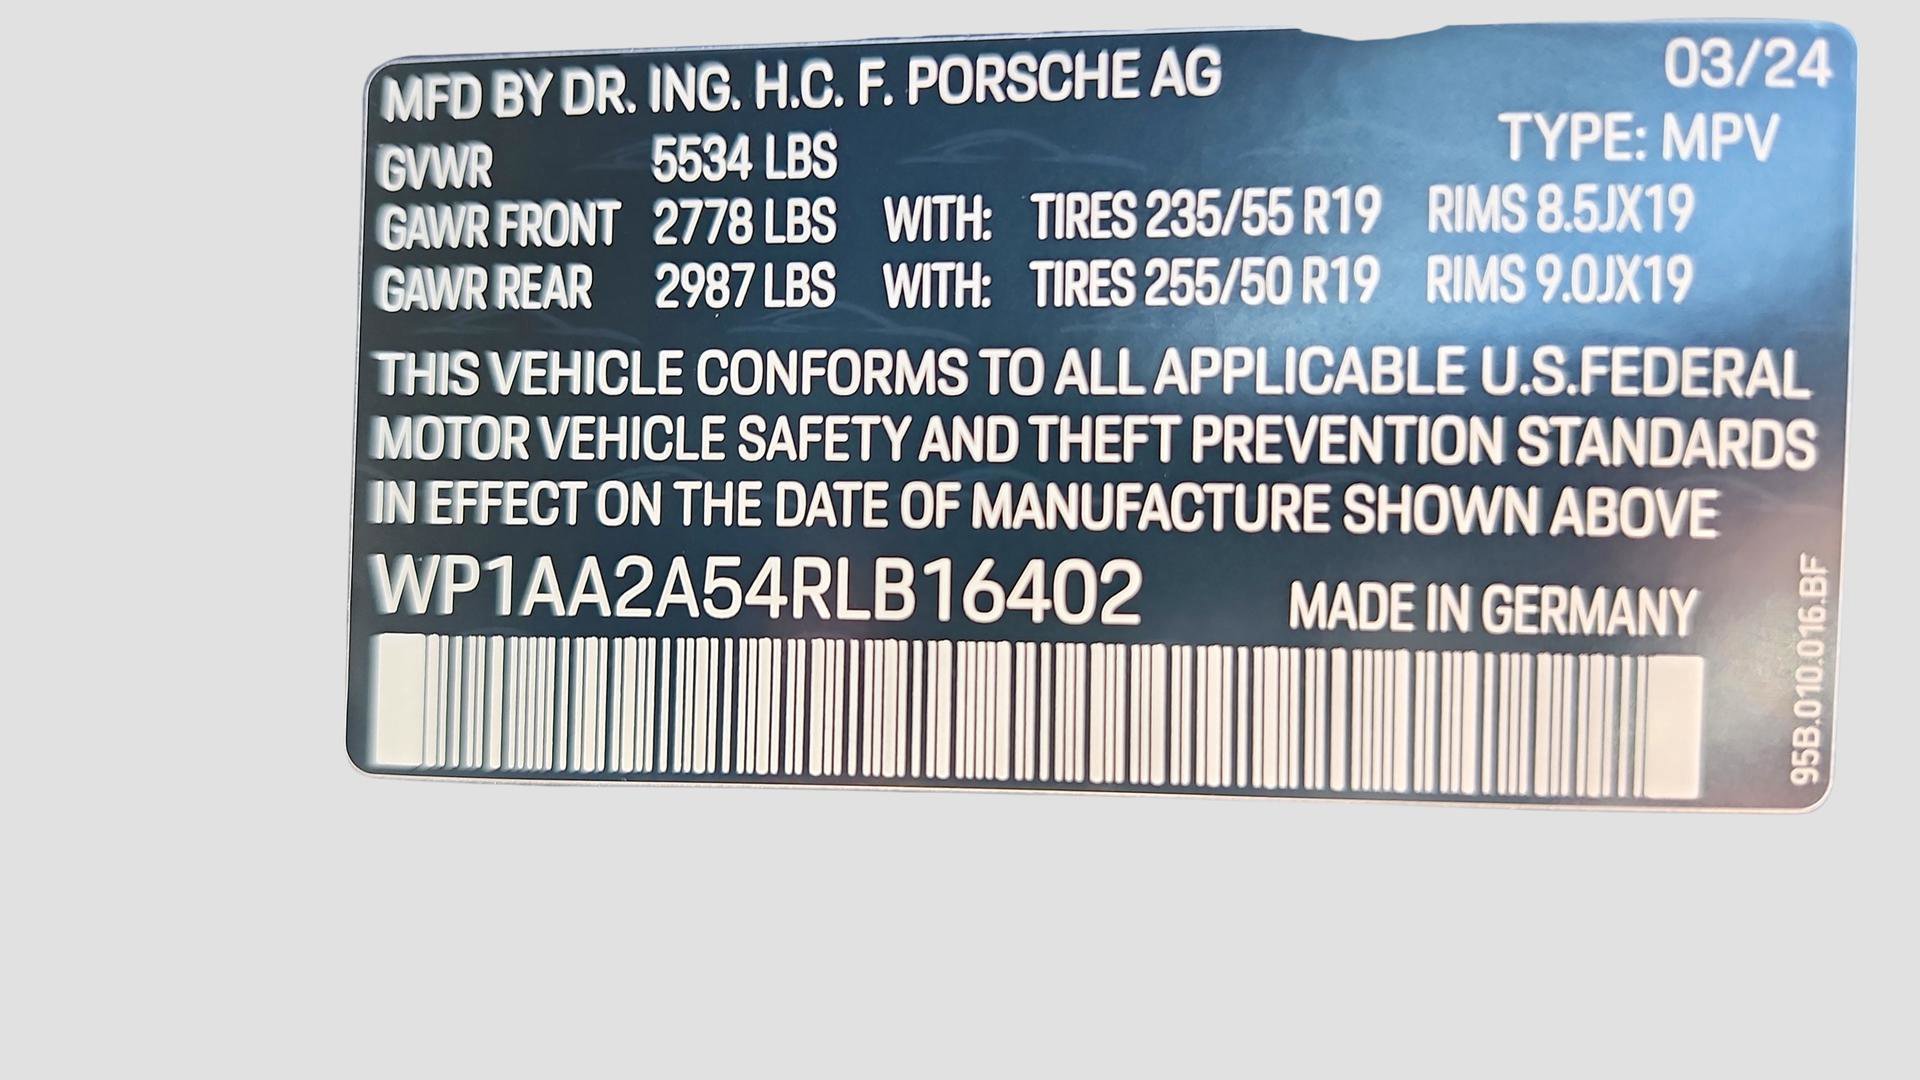 MFD BY DR. ING. H.C. F. PORSCHE AG 03/24
TYPE: MPV
GVWR 5534 LBS
GAWR FRONT 2778 LBS WITH: TIRES 235/55 R19 RIMS 8.5JX19
GAWR REAR 2987 LBS WITH: TIRES 255/50 R19 RIMS 9.0JX19
THIS VEHICLE CONFORMS TO ALL APPLICABLE U.S.FEDERAL
MOTOR VEHICLE SAFETY AND THEFT PREVENTION STANDARDS
IN EFFECT ON THE DATE OF MANUFACTURE SHOWN ABOVE
WP1AA2A54RLB16402 MADE IN GERMANY
95B.010.016.BF